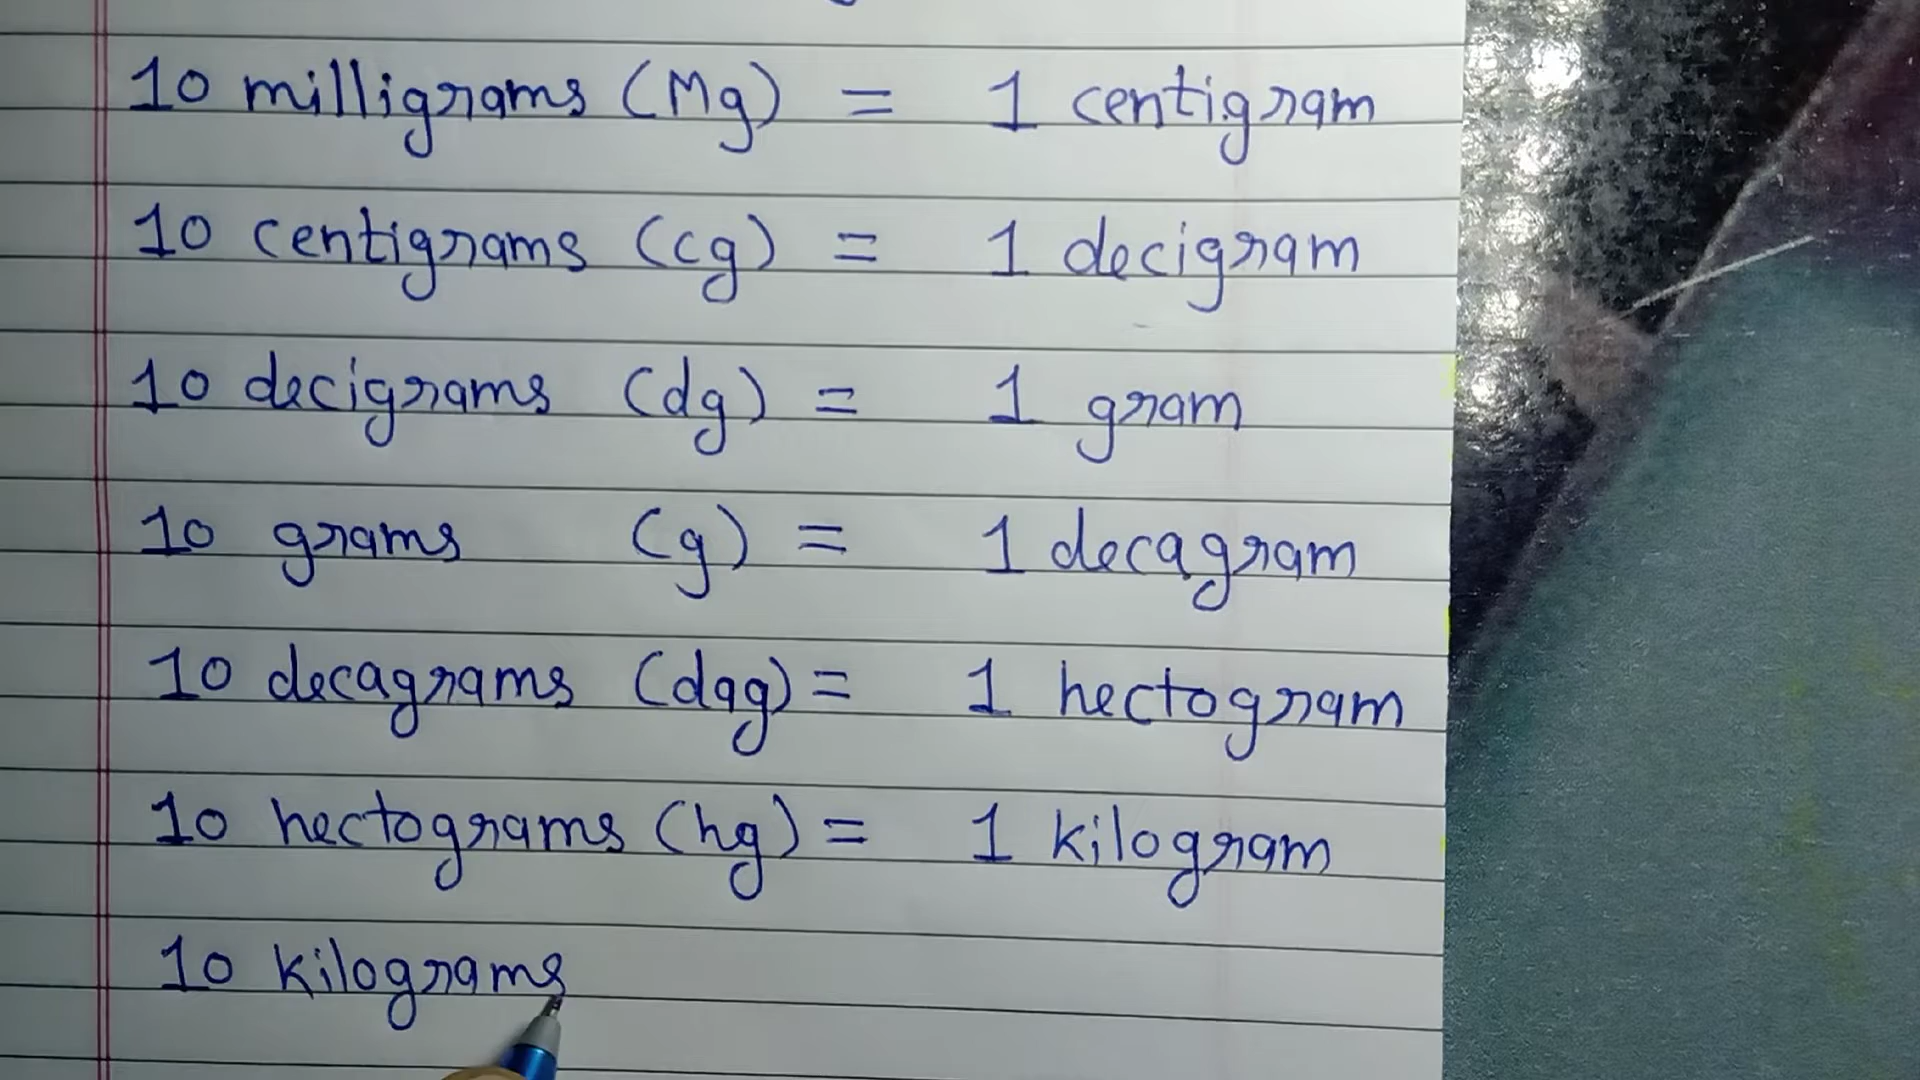 10 milligrams (Mg) = 1 centigram
10 centigrams (cg) = 1 decigram
10 decigrams (dg) = 1 gram
10 grams (g) = 1 decagram
10 decagrams (dag) = 1 hectogram
10 hectograms (hg) = 1 kilogram
10 kilograms